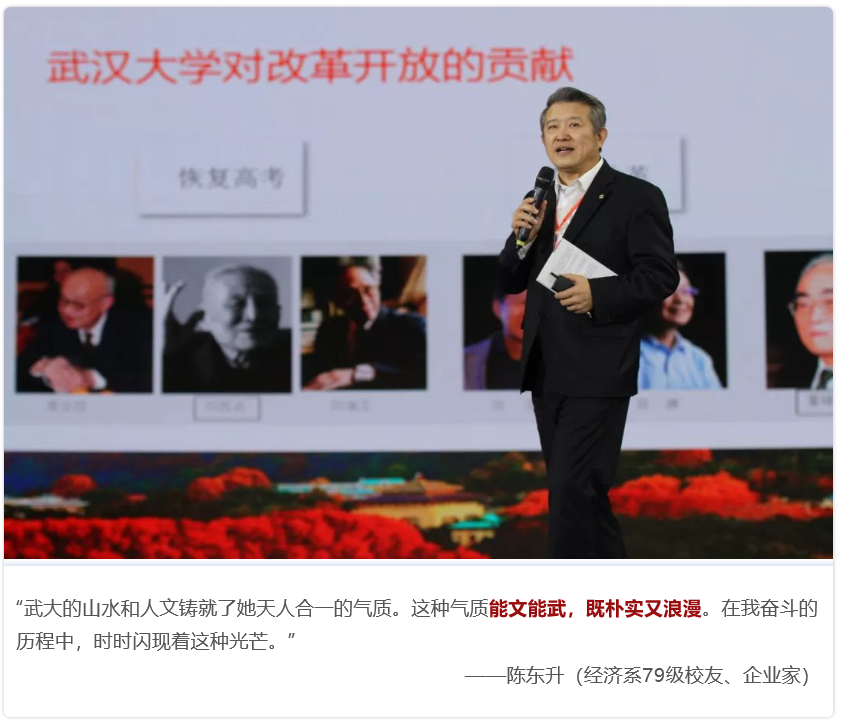 武汉大学对改革开放的贡献
恢复高考
“武大的山水和人文铸就了她天人合一的气质。这种气质能文能武，既朴实又浪漫。在我奋斗的
历程中，时时闪现着这种光芒。”
——陈东升（经济系79级校友、企业家）